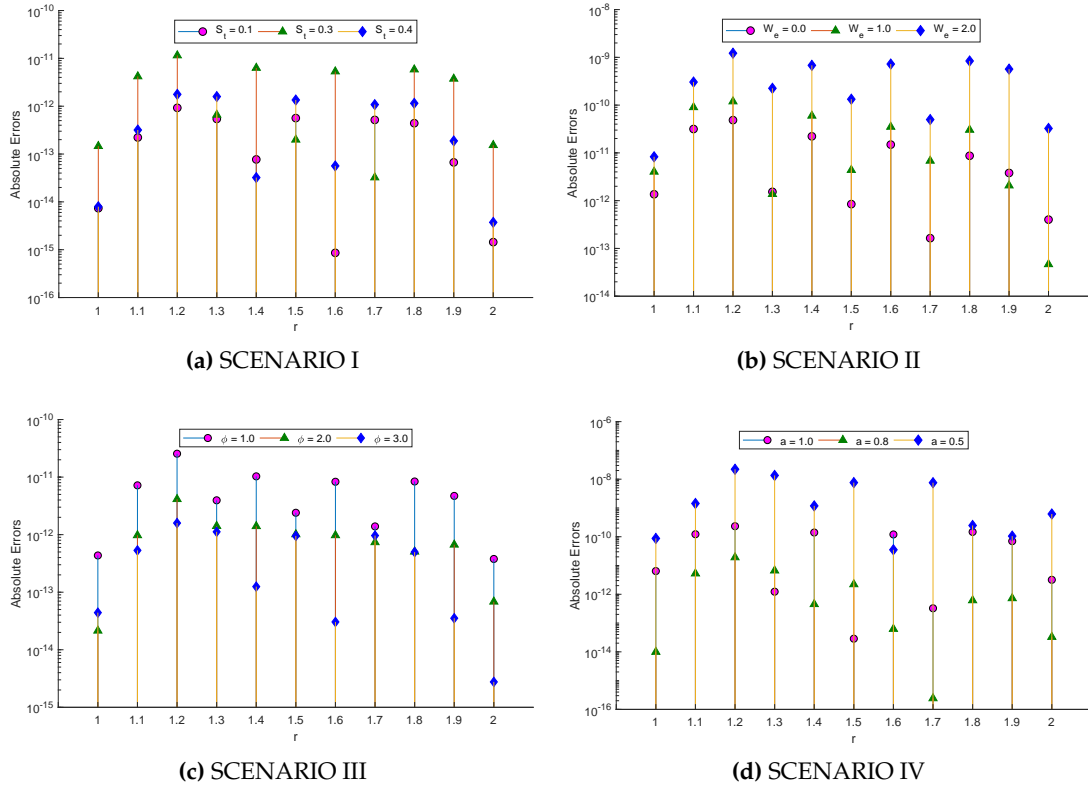 S_t = 0.1 S_t = 0.3 S_t = 0.4
10^-10
10^-11
10^-12
10^-13
10^-14
10^-15
10^-16
Absolute Errors
1 1.1 1.2 1.3 1.4 1.5 1.6 1.7 1.8 1.9 2
r
(a) SCENARIO I
W_e = 0.0 W_e = 1.0 W_e = 2.0
10^-8
10^-9
10^-10
10^-11
10^-12
10^-13
10^-14
Absolute Errors
1 1.1 1.2 1.3 1.4 1.5 1.6 1.7 1.8 1.9 2
r
(b) SCENARIO II
ϕ = 1.0 ϕ = 2.0 ϕ = 3.0
10^-10
10^-11
10^-12
10^-13
10^-14
10^-15
Absolute Errors
1 1.1 1.2 1.3 1.4 1.5 1.6 1.7 1.8 1.9 2
r
(c) SCENARIO III
a = 1.0 a = 0.8 a = 0.5
10^-6
10^-8
10^-10
10^-12
10^-14
10^-16
Absolute Errors
1 1.1 1.2 1.3 1.4 1.5 1.6 1.7 1.8 1.9 2
r
(d) SCENARIO IV